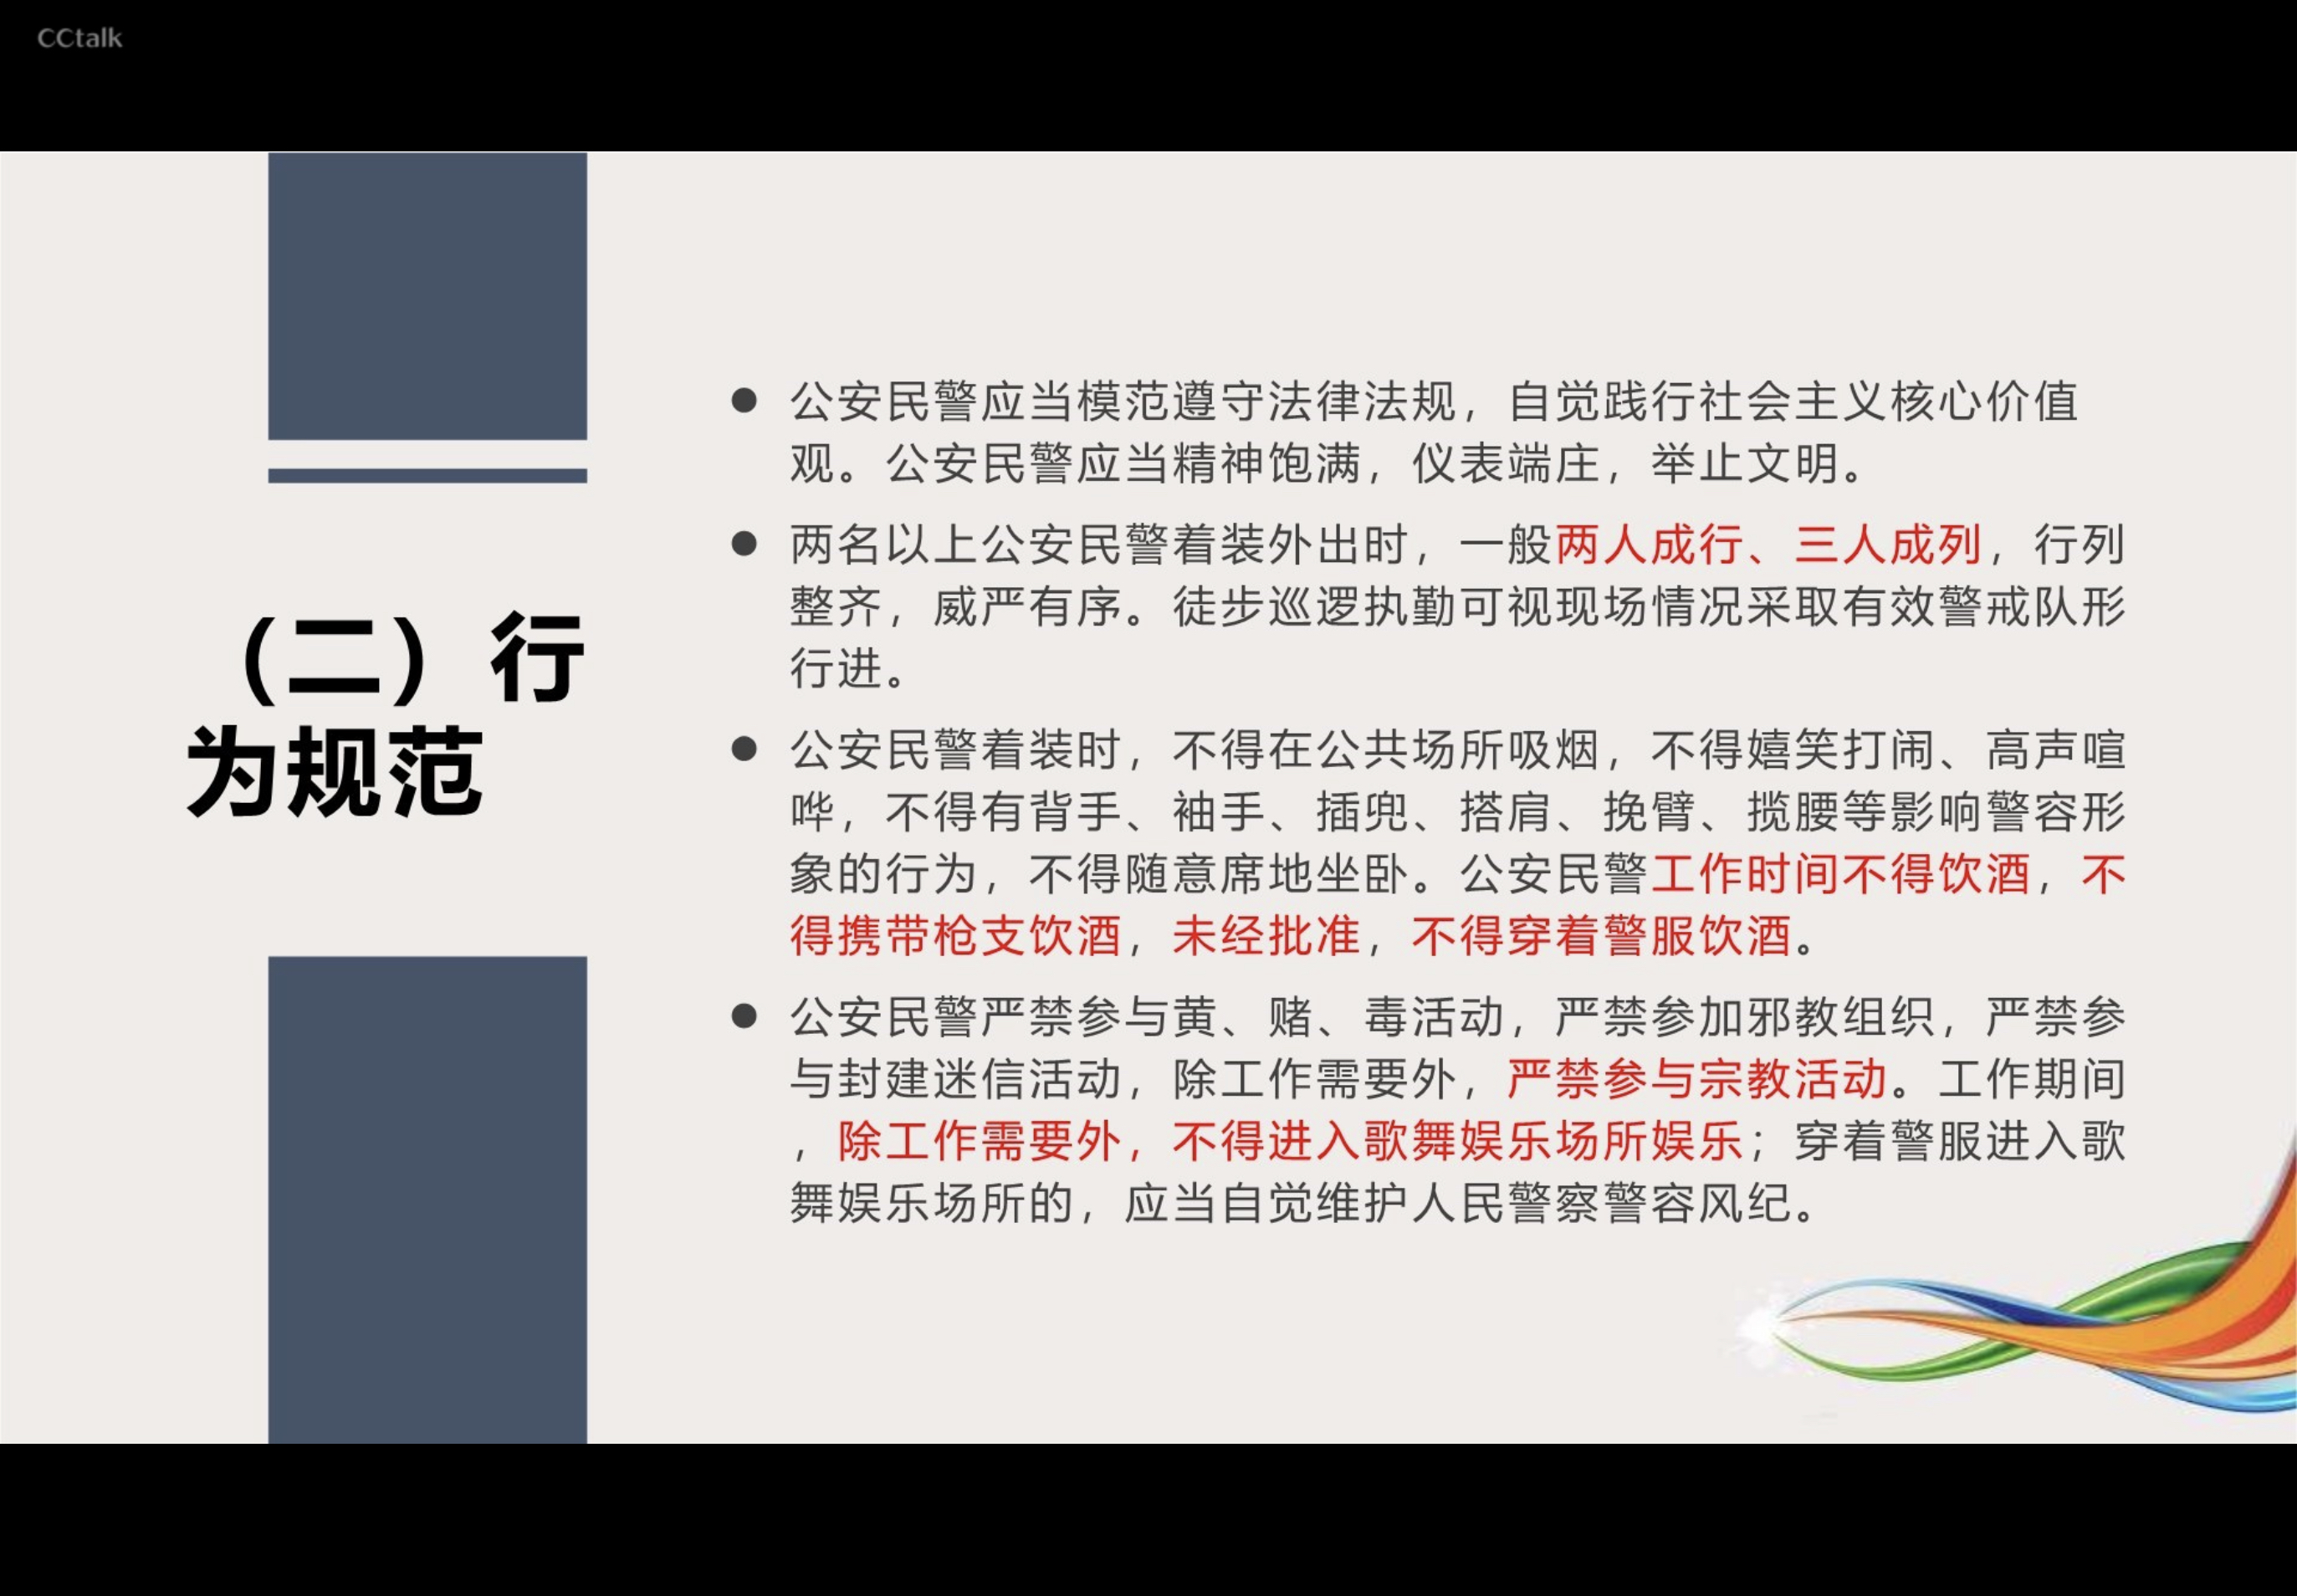 CCtalk
（二）行
为规范
● 公安民警应当模范遵守法律法规，自觉践行社会主义核心价值
观。公安民警应当精神饱满，仪表端庄，举止文明。
● 两名以上公安民警着装外出时，一般两人成行、三人成列，行列
整齐，威严有序。徒步巡逻执勤可视现场情况采取有效警戒队形
行进。
● 公安民警着装时，不得在公共场所吸烟，不得嬉笑打闹、高声喧
哗，不得有背手、袖手、插兜、搭肩、挽臂、揽腰等影响警容形
象的行为，不得随意席地坐卧。公安民警工作时间不得饮酒，不
得携带枪支饮酒，未经批准，不得穿着警服饮酒。
● 公安民警严禁参与黄、赌、毒活动，严禁参加邪教组织，严禁参
与封建迷信活动，除工作需要外，严禁参与宗教活动。工作期间
，除工作需要外，不得进入歌舞娱乐场所娱乐；穿着警服进入歌
舞娱乐场所的，应当自觉维护人民警察警容风纪。